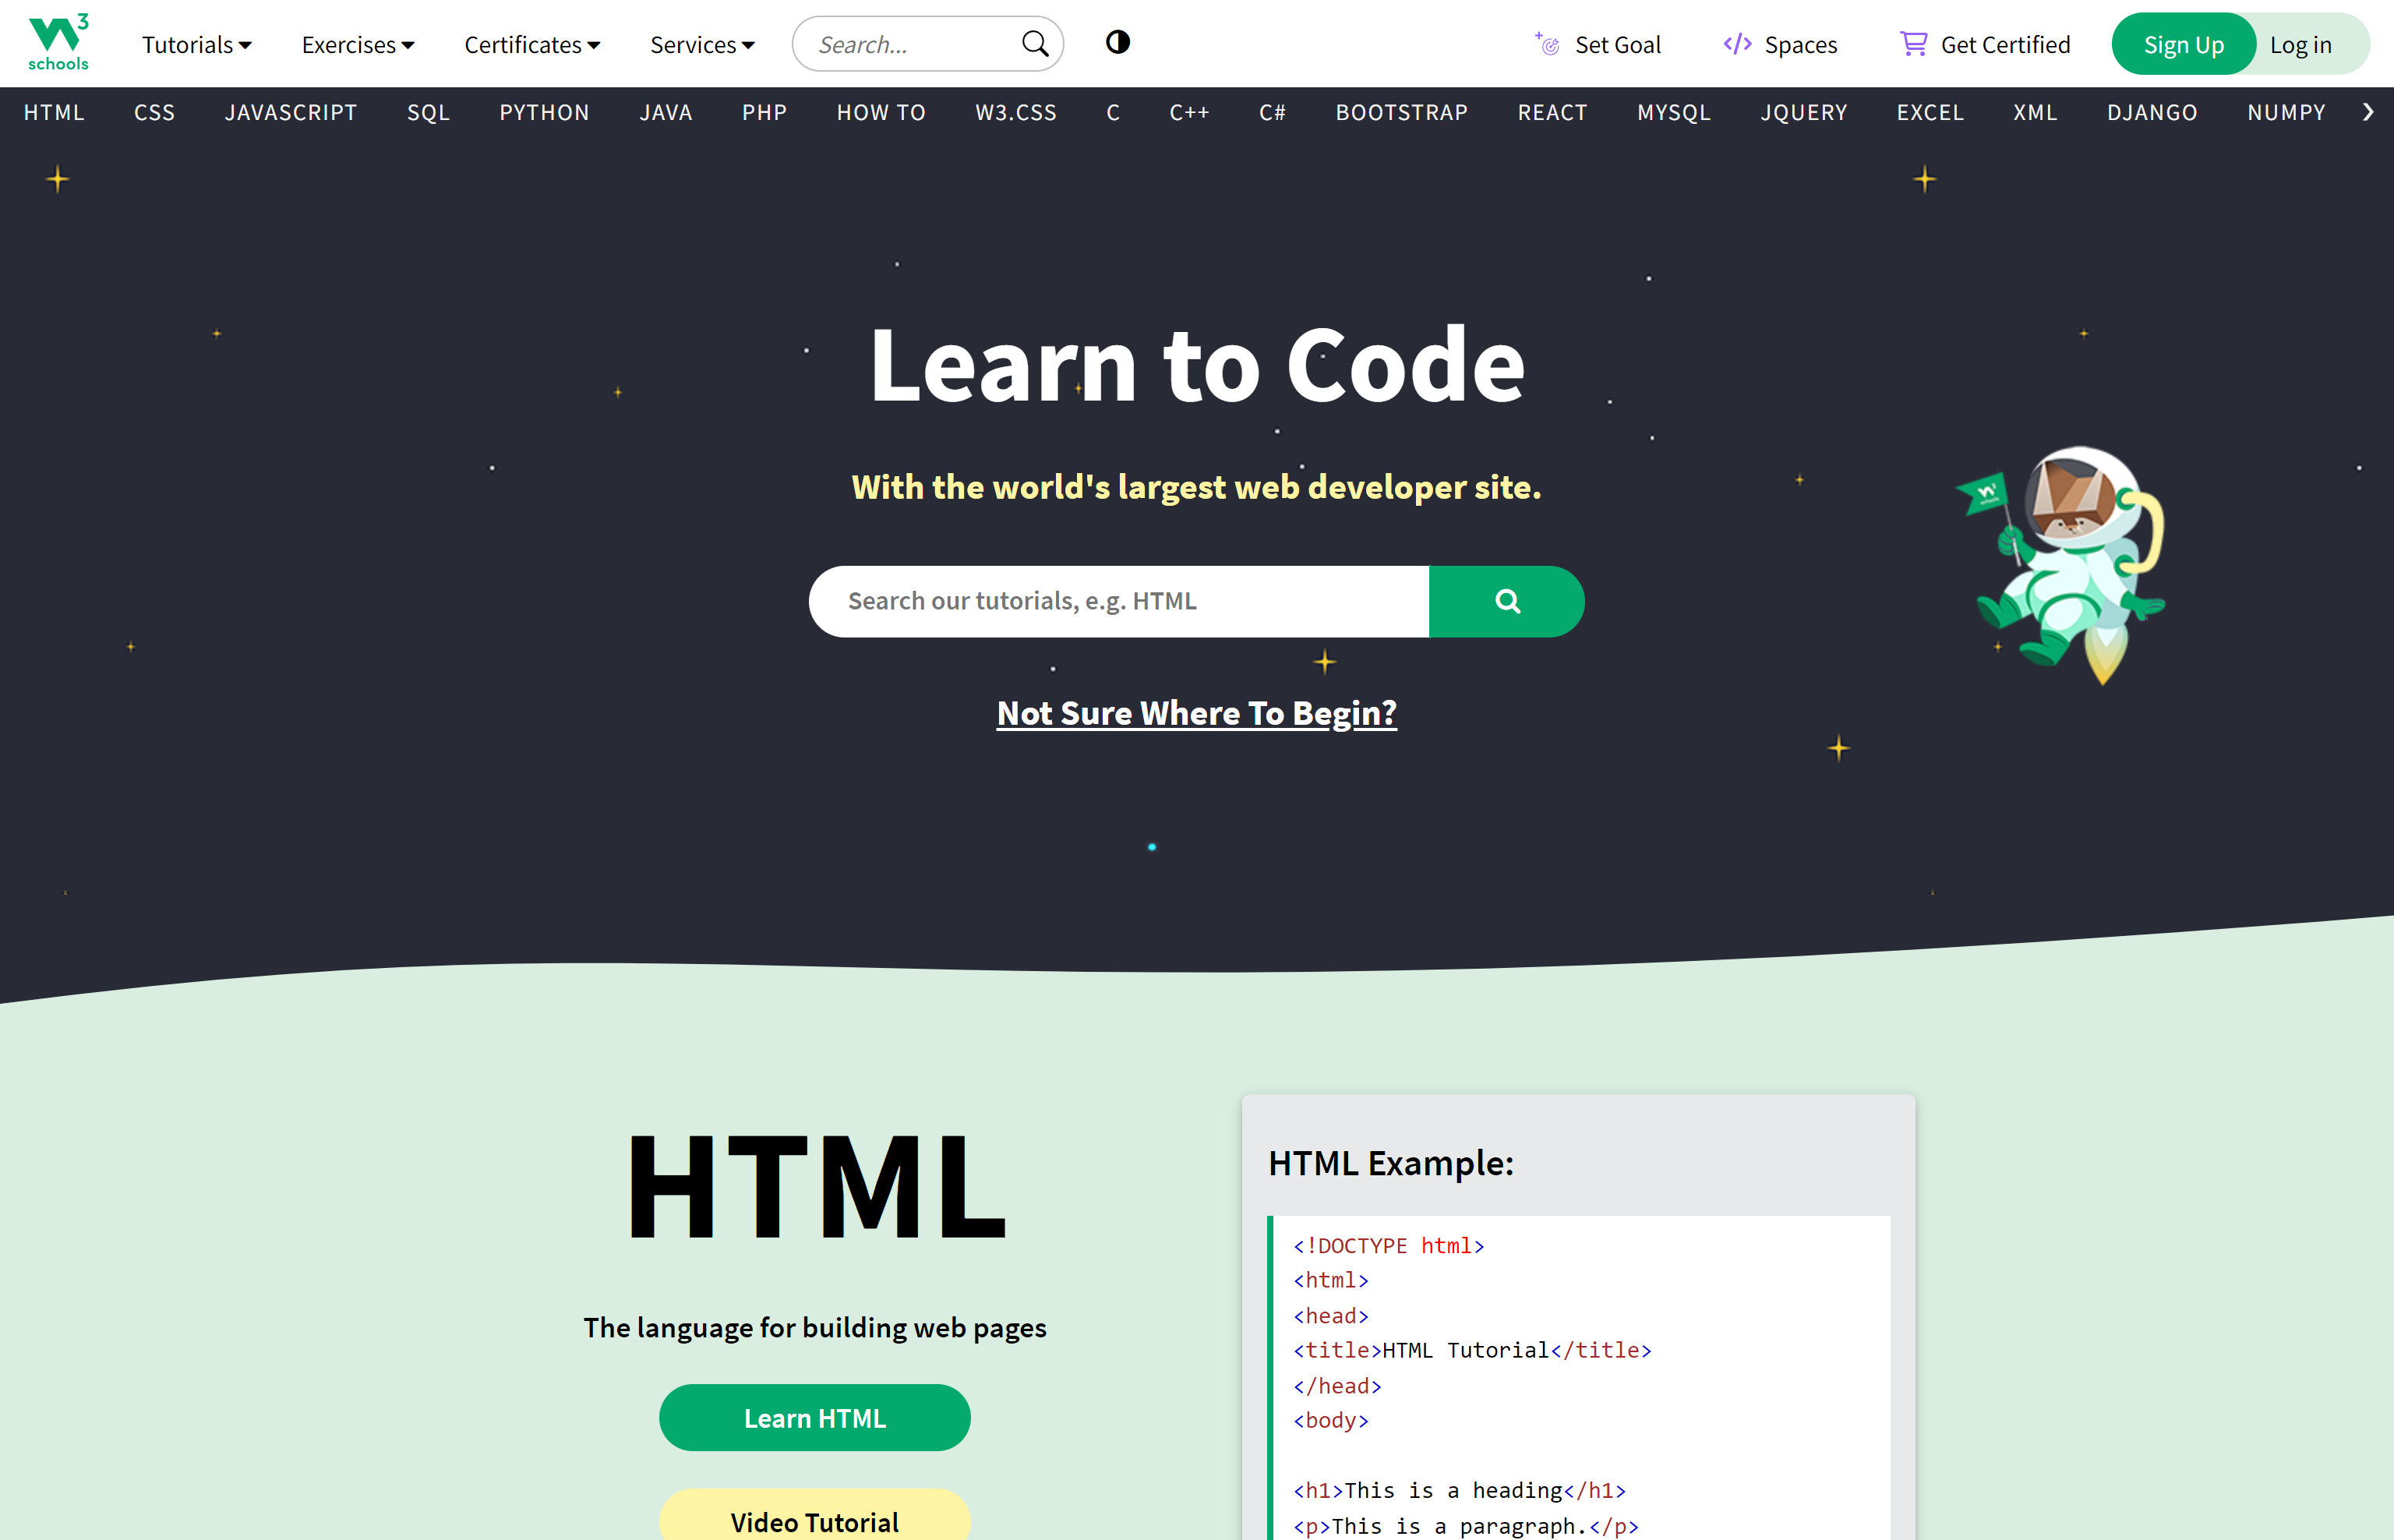 W3 schools
Tutorials Exercises Certificates Services Search... Set Goal Spaces Get Certified Sign Up Log in
HTML CSS JAVASCRIPT SQL PYTHON JAVA PHP HOW TO W3.CSS C C++ C# BOOTSTRAP REACT MYSQL JQUERY EXCEL XML DJANGO NUMPY
Learn to Code
With the world's largest web developer site.
Search our tutorials, e.g. HTML
Not Sure Where To Begin?
HTML
The language for building web pages
Learn HTML
Video Tutorial
HTML Example:
<!DOCTYPE html>
<html>
<head>
<title>HTML Tutorial</title>
</head>
<body>
<h1>This is a heading</h1>
<p>This is a paragraph.</p>